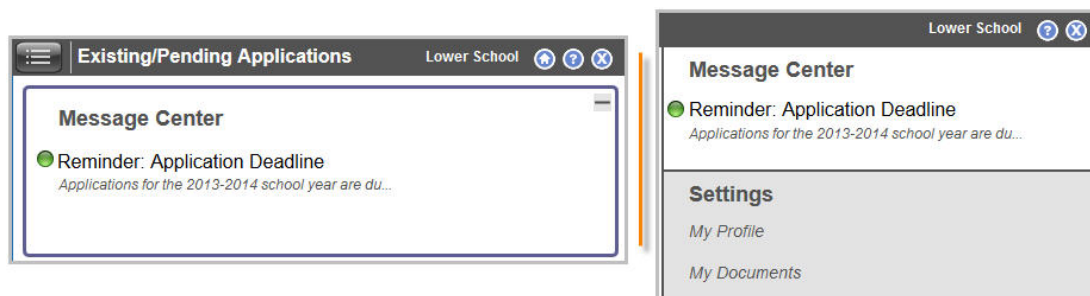 Existing/Pending Applications Lower School
Message Center
Reminder: Application Deadline
Applications for the 2013-2014 school year are du...
Lower School
Message Center
Reminder: Application Deadline
Applications for the 2013-2014 school year are du...
Settings
My Profile
My Documents